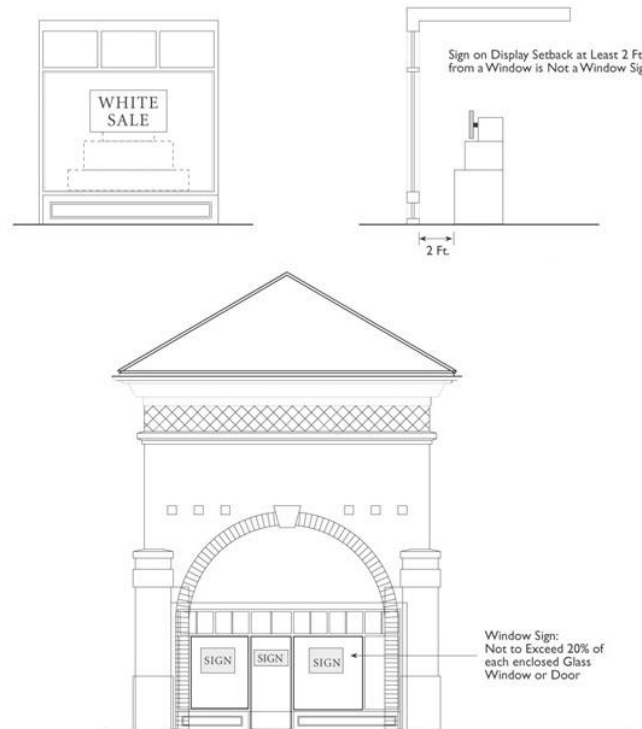 WHITE
SALE
Sign on Display Setback at Least 2 Ft
from a Window is Not a Window Sig
2 Ft.
SIGN
SIGN
SIGN
Window Sign:
Not to Exceed 20% of
each enclosed Glass
Window or Door